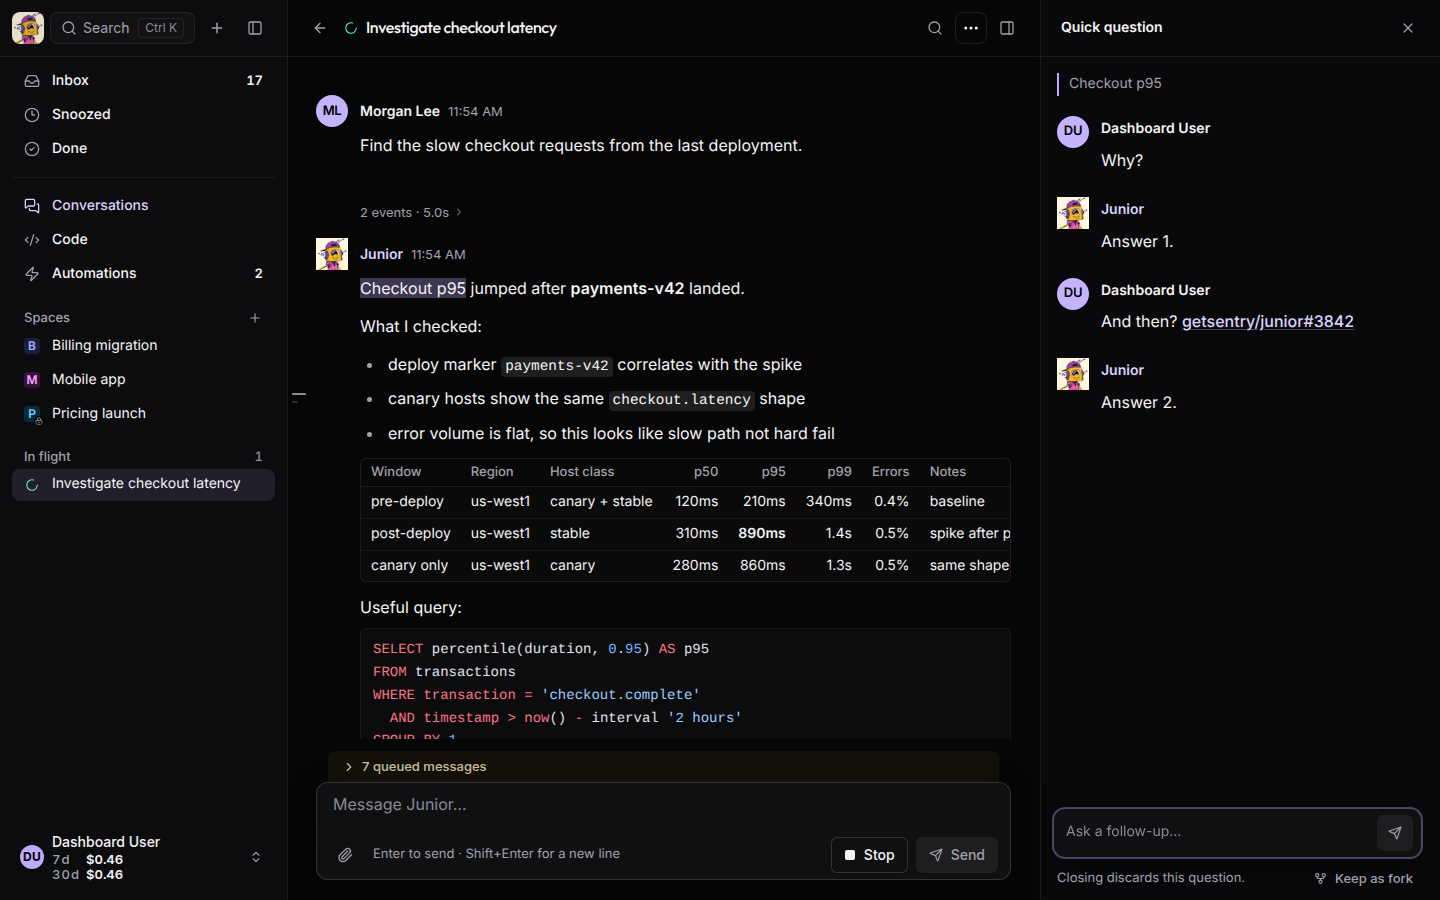 Search Ctrl K
Inbox 17
Snoozed
Done
Conversations
Code
Automations 2
Spaces
B Billing migration
M Mobile app
P Pricing launch
In flight 1
Investigate checkout latency
DU Dashboard User
7d $0.46
30d $0.46
Investigate checkout latency
ML Morgan Lee 11:54 AM
Find the slow checkout requests from the last deployment.
2 events · 5.0s
Junior 11:54 AM
Checkout p95 jumped after payments-v42 landed.
What I checked:
deploy marker payments-v42 correlates with the spike
canary hosts show the same checkout.latency shape
error volume is flat, so this looks like slow path not hard fail
Window Region Host class p50 p95 p99 Errors Notes
pre-deploy us-west1 canary + stable 120ms 210ms 340ms 0.4% baseline
post-deploy us-west1 stable 310ms 890ms 1.4s 0.5% spike after p
canary only us-west1 canary 280ms 860ms 1.3s 0.5% same shape
Useful query:
SELECT percentile(duration, 0.95) AS p95
FROM transactions
WHERE transaction = 'checkout.complete'
AND timestamp > now() - interval '2 hours'
GROUP BY 1
7 queued messages
Message Junior...
Enter to send · Shift+Enter for a new line
Stop
Send
Quick question
Checkout p95
DU Dashboard User
Why?
Junior
Answer 1.
DU Dashboard User
And then? getsentry/junior#3842
Junior
Answer 2.
Ask a follow-up...
Closing discards this question.
Keep as fork